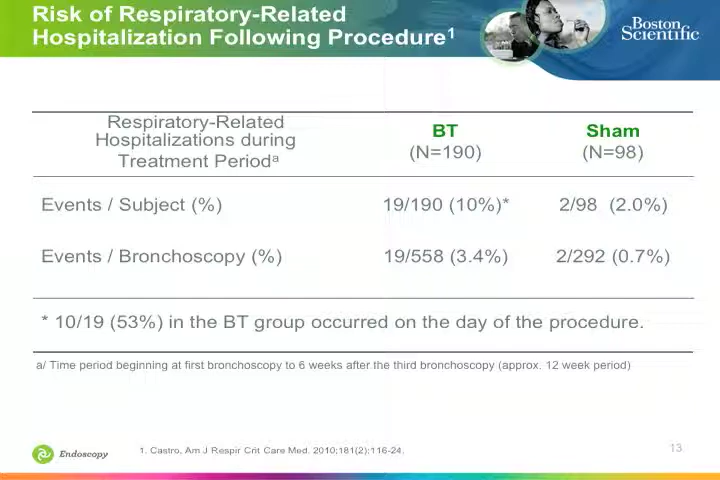 Risk of Respiratory-Related
Hospitalization Following Procedure1
Boston
Scientific
Respiratory-Related
Hospitalizations during
Treatment Perioda
BT
(N=190)
Sham
(N=98)
Events / Subject (%) 19/190 (10%)* 2/98 (2.0%)
Events / Bronchoscopy (%) 19/558 (3.4%) 2/292 (0.7%)
* 10/19 (53%) in the BT group occurred on the day of the procedure.
a/ Time period beginning at first bronchoscopy to 6 weeks after the third bronchoscopy (approx. 12 week period)
Endoscopy
1. Castro, Am J Respir Crit Care Med. 2010;181(2);116-24.
13